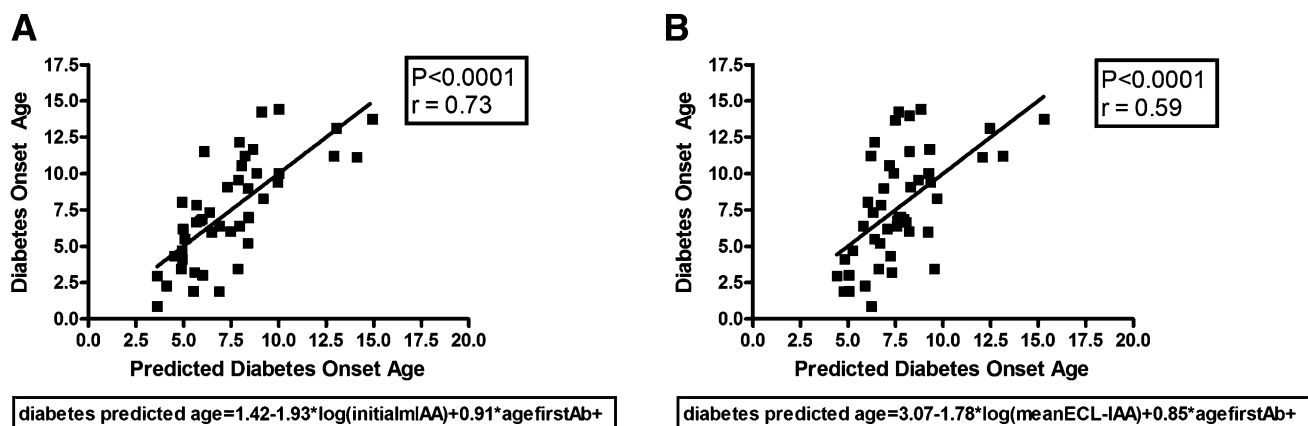 A
B
P<0.0001
r = 0.73
P<0.0001
r = 0.59
Diabetes Onset Age
17.5
15.0
12.5
10.0
7.5
5.0
2.5
0.0
0.0 2.5 5.0 7.5 10.0 12.5 15.0 17.5 20.0
Predicted Diabetes Onset Age
diabetes predicted age=1.42-1.93*log(initialmIAA)+0.91*agefirstAb+
Diabetes Onset Age
17.5
15.0
12.5
10.0
7.5
5.0
2.5
0.0
0.0 2.5 5.0 7.5 10.0 12.5 15.0 17.5 20.0
Predicted Diabetes Onset Age
diabetes predicted age=3.07-1.78*log(meanECL-IAA)+0.85*agefirstAb+